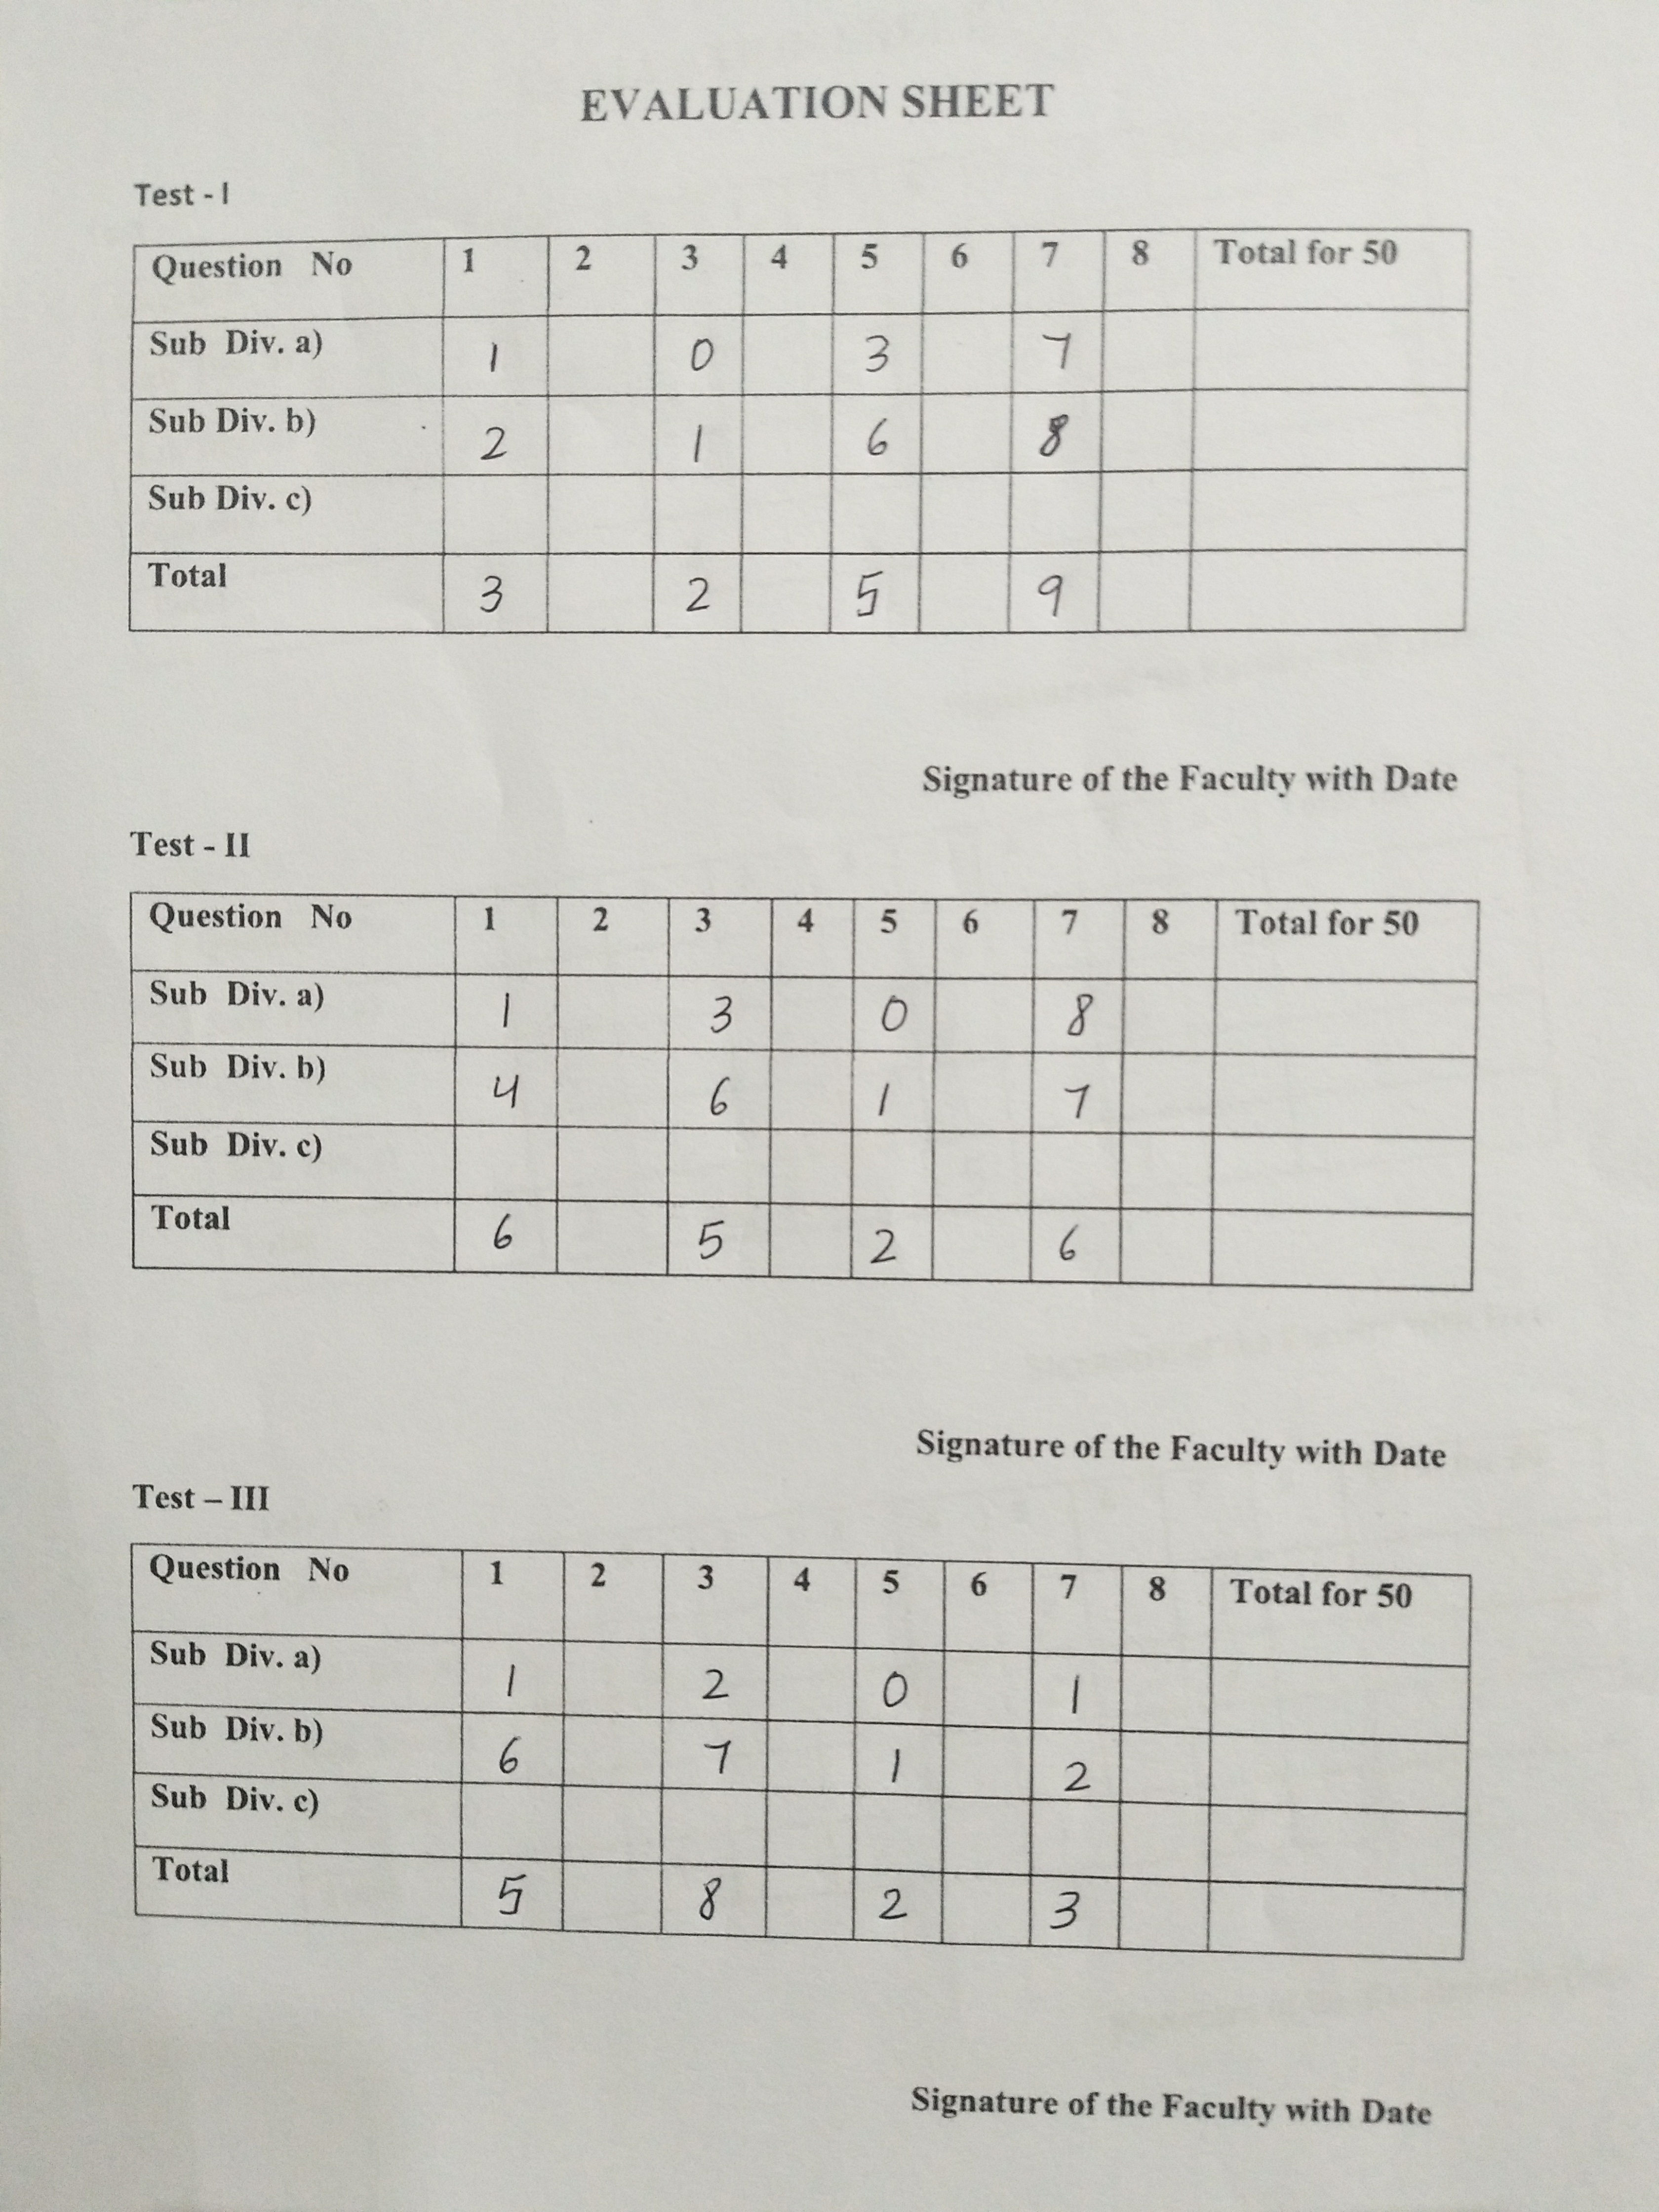 EVALUATION SHEET
Test - I
Question No 1 2 3 4 5 6 7 8 Total for 50
Sub Div. a) 1 0 3 7
Sub Div. b) 2 1 6 8
Sub Div. c)
Total 3 2 5 9
Signature of the Faculty with Date
Test - II
Question No 1 2 3 4 5 6 7 8 Total for 50
Sub Div. a) 1 3 0 8
Sub Div. b) 4 6 1 7
Sub Div. c)
Total 6 5 2 6
Signature of the Faculty with Date
Test – III
Question No 1 2 3 4 5 6 7 8 Total for 50
Sub Div. a) 1 2 0 1
Sub Div. b) 6 7 1 2
Sub Div. c)
Total 5 8 2 3
Signature of the Faculty with Date